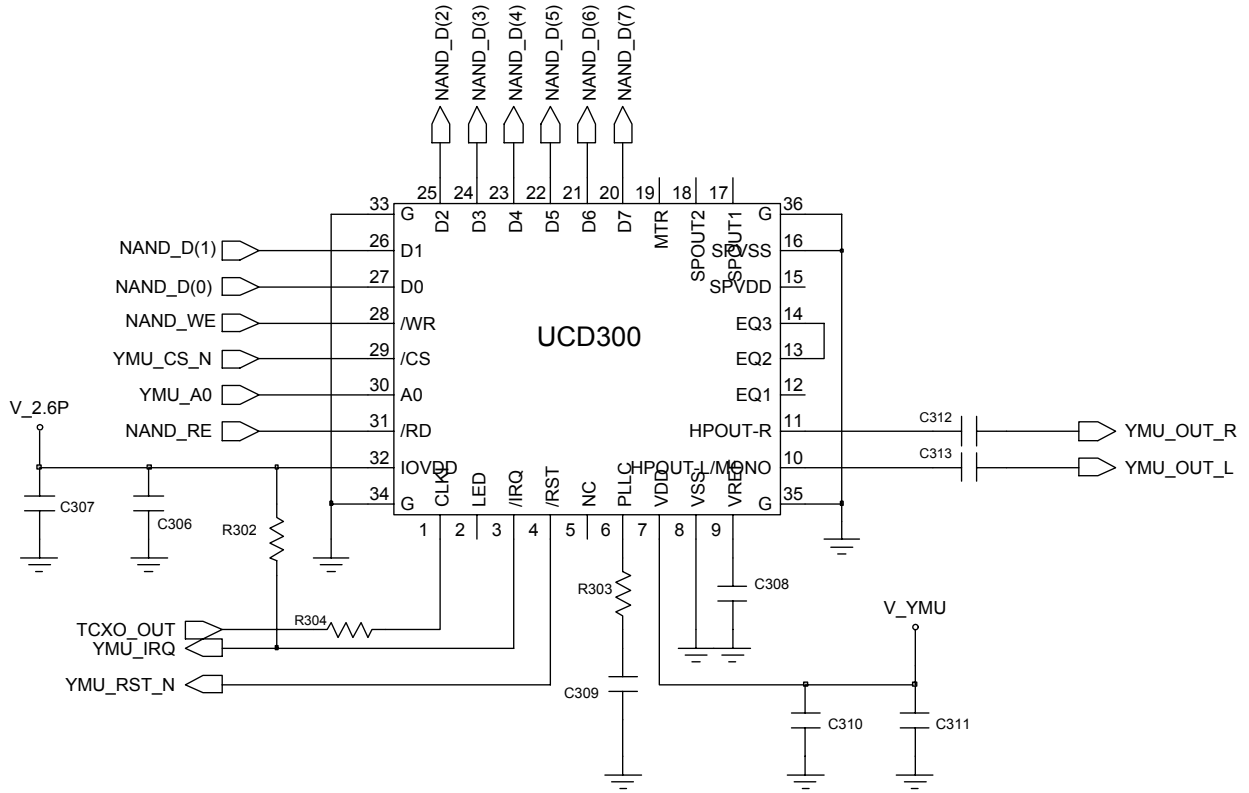 NAND_D(2)
NAND_D(3)
NAND_D(4)
NAND_D(5)
NAND_D(6)
NAND_D(7)
25 24 23 22 21 20 19 18 17
D2 D3 D4 D5 D6 D7 MTR SPOUT2 SPOUT1
33 G G 36
NAND_D(1) 26 D1 SPVSS 16
NAND_D(0) 27 D0 SPVDD 15
NAND_WE 28 /WR EQ3 14
UCD300
YMU_CS_N 29 /CS EQ2 13
YMU_A0 30 A0 EQ1 12
V_2.6P
NAND_RE 31 /RD HPOUT-R 11 C312 YMU_OUT_R
32 IOVDD HPOUT-L/MONO 10 C313 YMU_OUT_L
34 G G 35
CLKI LED /IRQ /RST NC PLLC VDD VSS VREF
1 2 3 4 5 6 7 8 9
C307
C306
R302
R303
C308
V_YMU
R304
TCXO_OUT
YMU_IRQ
YMU_RST_N
C309
C310
C311